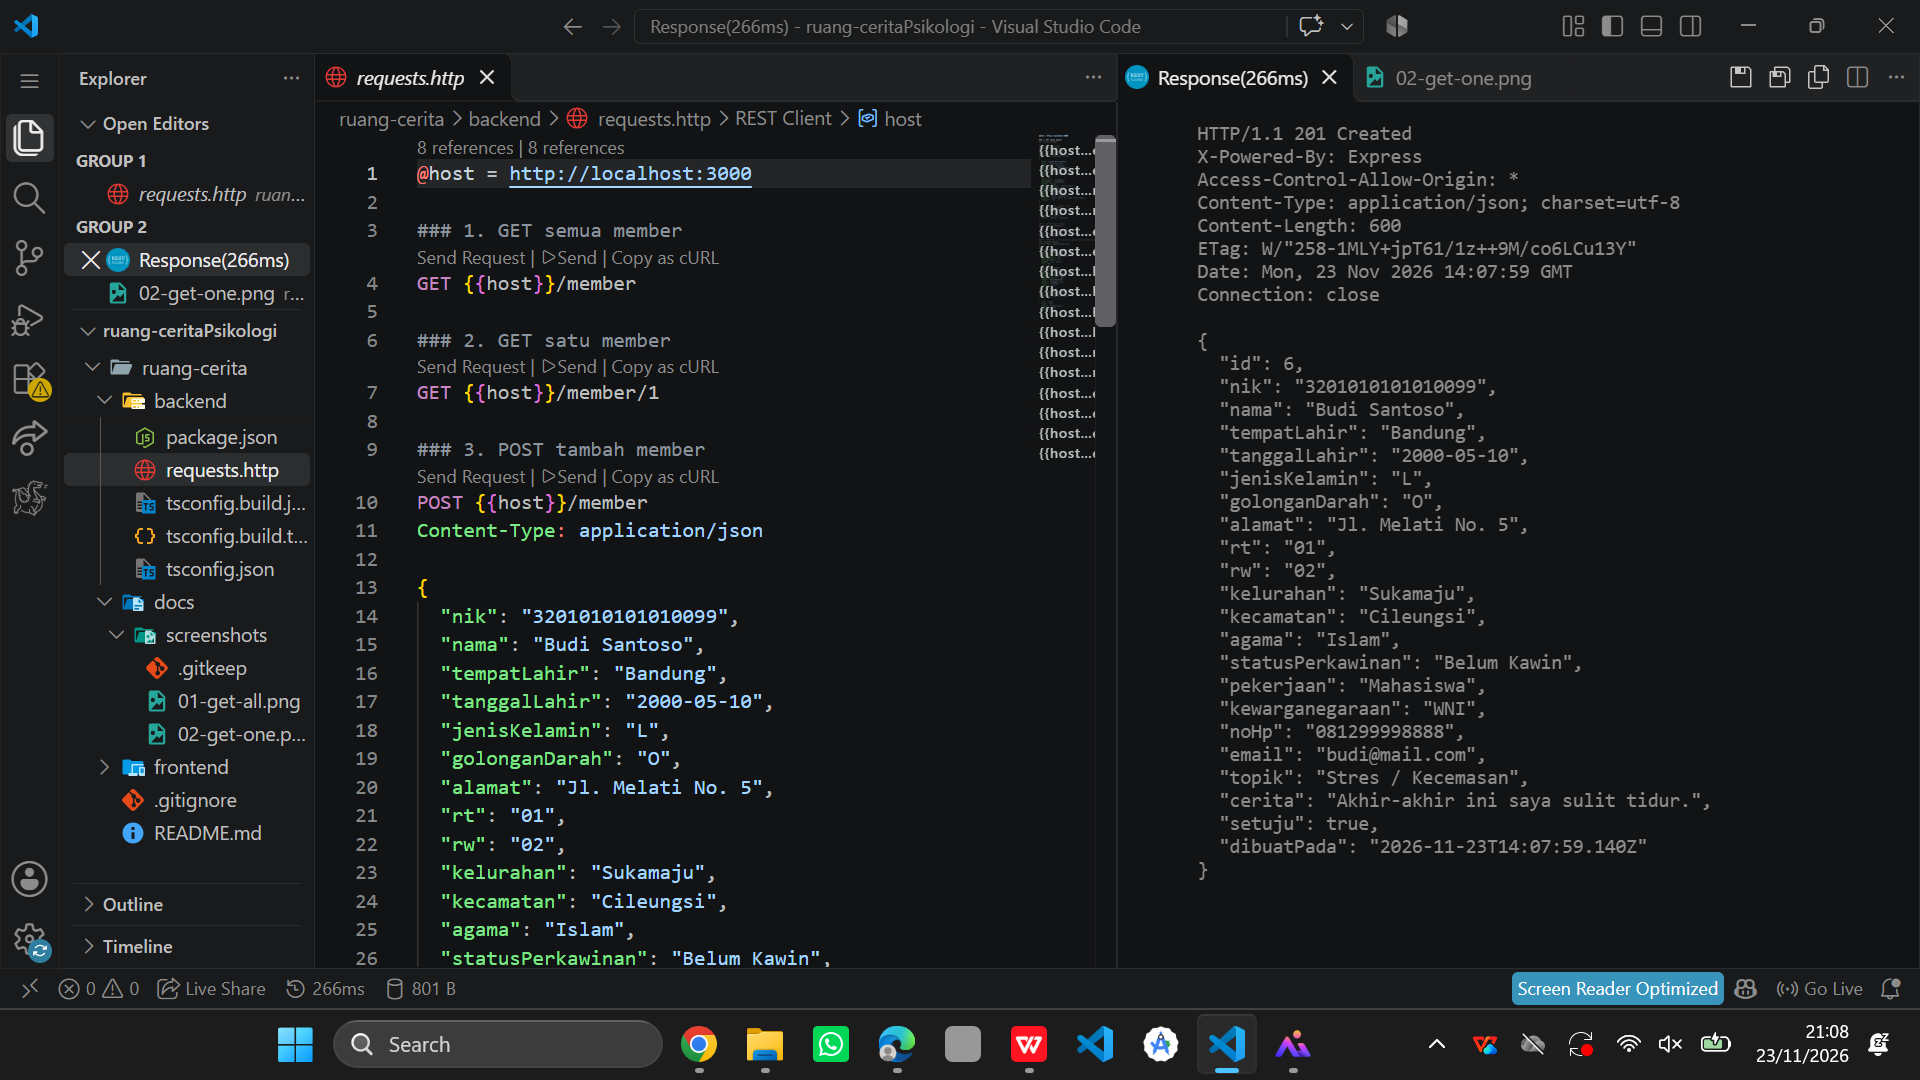 Response(266ms) - ruang-ceritaPsikologi - Visual Studio Code
Explorer
Open Editors
GROUP 1
requests.http ruan...
GROUP 2
Response(266ms)
02-get-one.png r...
ruang-ceritaPsikologi
ruang-cerita
backend
package.json
requests.http
tsconfig.build.j...
tsconfig.build.t...
tsconfig.json
docs
screenshots
.gitkeep
01-get-all.png
02-get-one.p...
frontend
.gitignore
README.md
Outline
Timeline
requests.http
ruang-cerita > backend > requests.http > REST Client > host
8 references | 8 references
1 @host = http://localhost:3000
2
3 ### 1. GET semua member
Send Request | ▷Send | Copy as cURL
4 GET {{host}}/member
5
6 ### 2. GET satu member
Send Request | ▷Send | Copy as cURL
7 GET {{host}}/member/1
8
9 ### 3. POST tambah member
Send Request | ▷Send | Copy as cURL
10 POST {{host}}/member
11 Content-Type: application/json
12
13 {
14 "nik": "3201010101010099",
15 "nama": "Budi Santoso",
16 "tempatLahir": "Bandung",
17 "tanggalLahir": "2000-05-10",
18 "jenisKelamin": "L",
19 "golonganDarah": "O",
20 "alamat": "Jl. Melati No. 5",
21 "rt": "01",
22 "rw": "02",
23 "kelurahan": "Sukamaju",
24 "kecamatan": "Cileungsi",
25 "agama": "Islam",
26 "statusPerkawinan": "Belum Kawin",
Response(266ms)
02-get-one.png
HTTP/1.1 201 Created
X-Powered-By: Express
Access-Control-Allow-Origin: *
Content-Type: application/json; charset=utf-8
Content-Length: 600
ETag: W/"258-1MLY+jpT61/1z++9M/co6LCu13Y"
Date: Mon, 23 Nov 2026 14:07:59 GMT
Connection: close
{
"id": 6,
"nik": "3201010101010099",
"nama": "Budi Santoso",
"tempatLahir": "Bandung",
"tanggalLahir": "2000-05-10",
"jenisKelamin": "L",
"golonganDarah": "O",
"alamat": "Jl. Melati No. 5",
"rt": "01",
"rw": "02",
"kelurahan": "Sukamaju",
"kecamatan": "Cileungsi",
"agama": "Islam",
"statusPerkawinan": "Belum Kawin",
"pekerjaan": "Mahasiswa",
"kewarganegaraan": "WNI",
"noHp": "081299998888",
"email": "budi@mail.com",
"topik": "Stres / Kecemasan",
"cerita": "Akhir-akhir ini saya sulit tidur.",
"setuju": true,
"dibuatPada": "2026-11-23T14:07:59.140Z"
}
0 0 Live Share 266ms 801 B
Screen Reader Optimized Go Live
Search
21:08
23/11/2026